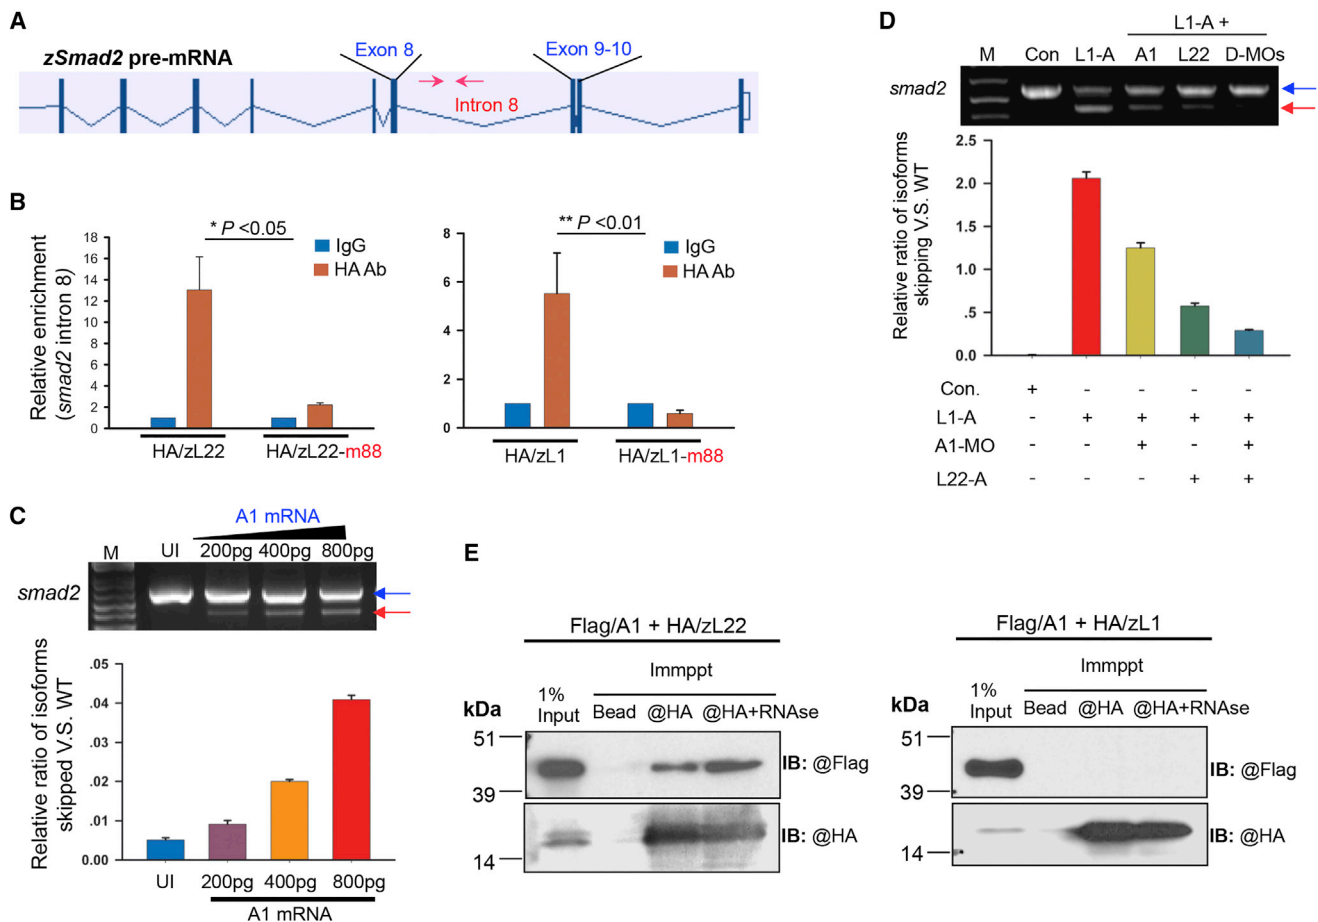 A
zSmad2 pre-mRNA
Exon 8
Exon 9-10
Intron 8
B
Relative enrichment
(smad2 intron 8)
18
16
14
12
10
8
6
4
2
0
* P <0.05
IgG
HA Ab
HA/zL22
HA/zL22-m88
8
6
4
2
0
** P <0.01
IgG
HA Ab
HA/zL1
HA/zL1-m88
C
A1 mRNA
M
UI
200pg
400pg
800pg
smad2
Relative ratio of isoforms
skipped V.S. WT
.05
.04
.03
.02
.01
0.00
UI
200pg
400pg
800pg
A1 mRNA
D
L1-A +
M
Con
L1-A
A1
L22
D-MOs
smad2
Relative ratio of isoforms
skipping V.S. WT
2.5
2.0
1.5
1.0
.5
0.0
Con. + - - - -
L1-A - + + + +
A1-MO - - + - +
L22-A - - - + +
E
Flag/A1 + HA/zL22
Immppt
1%
Input
Bead @HA @HA+RNAse
kDa
51
39
IB: @Flag
14
IB: @HA
Flag/A1 + HA/zL1
Immppt
1%
Input
Bead @HA @HA+RNAse
kDa
51
39
IB: @Flag
14
IB: @HA